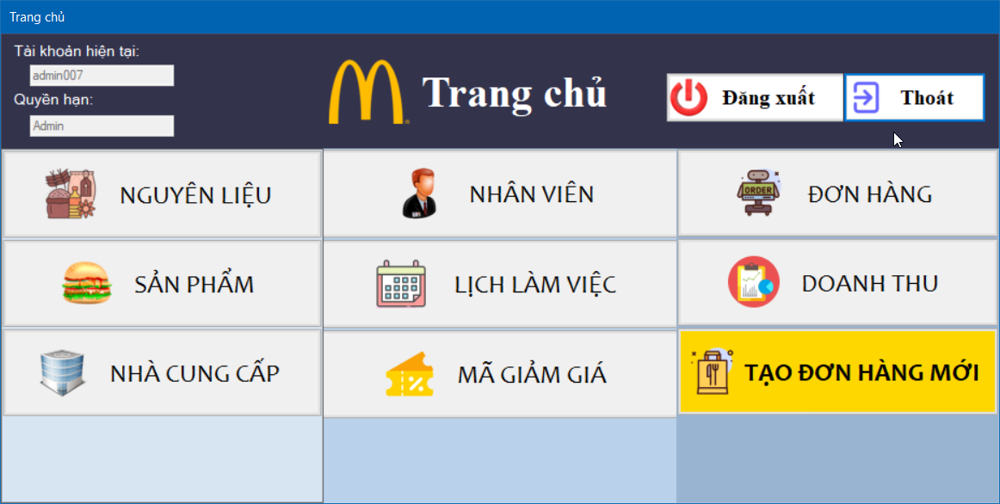 Trang chủ
Tài khoản hiện tại:
admin007
Quyền hạn:
Admin
Trang chủ
Đăng xuất
Thoát
NGUYÊN LIỆU
NHÂN VIÊN
ORDER
ĐƠN HÀNG
SẢN PHẨM
LỊCH LÀM VIỆC
DOANH THU
NHÀ CUNG CẤP
MÃ GIẢM GIÁ
TẠO ĐƠN HÀNG MỚI